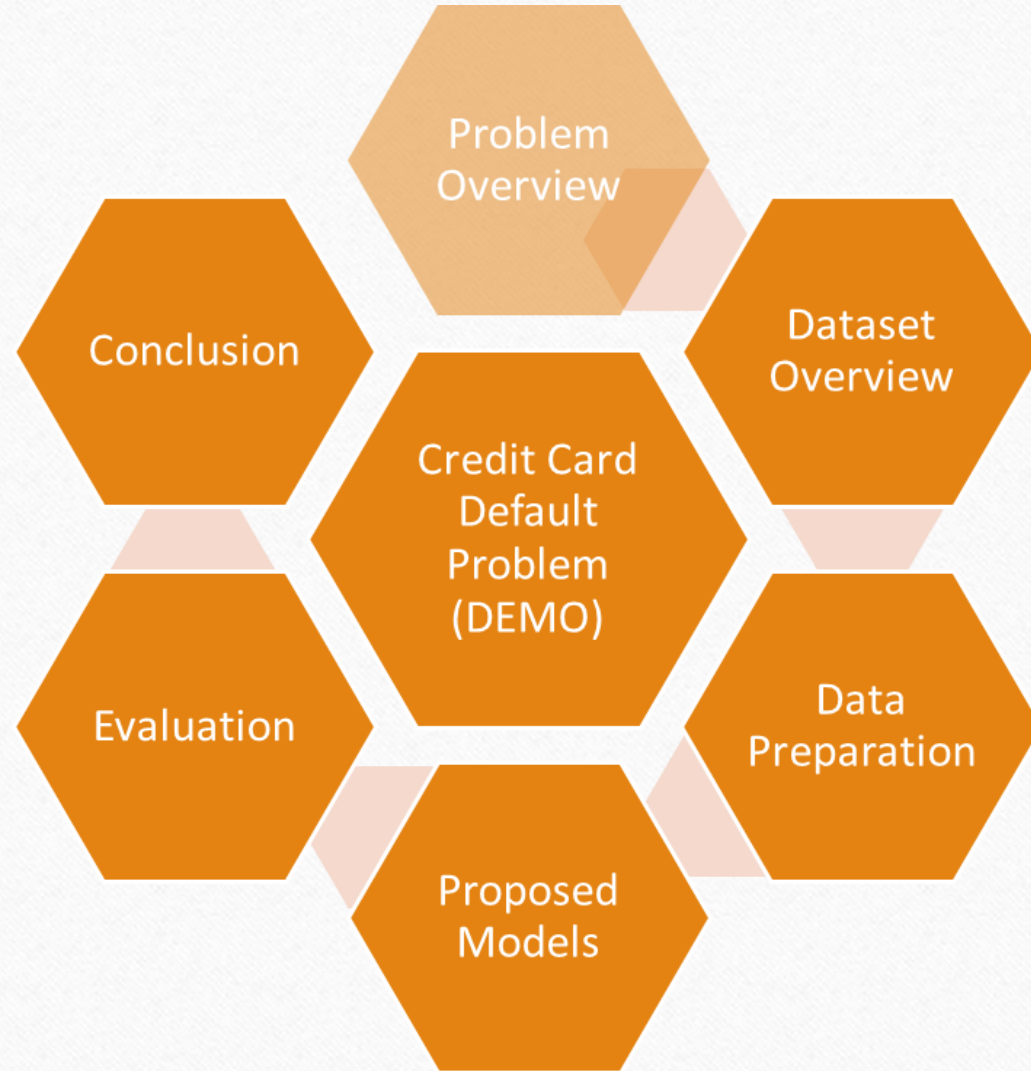 Problem
Overview
Dataset
Overview
Data
Preparation
Proposed
Models
Evaluation
Conclusion
Credit Card
Default
Problem
(DEMO)